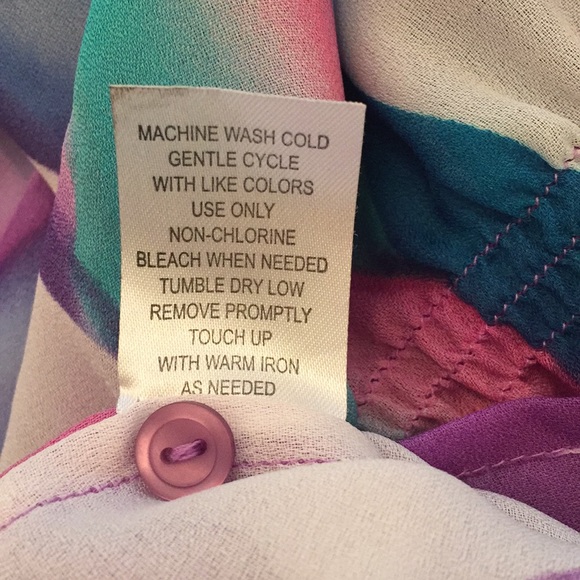 MACHINE WASH COLD
GENTLE CYCLE
WITH LIKE COLORS
USE ONLY
NON-CHLORINE
BLEACH WHEN NEEDED
TUMBLE DRY LOW
REMOVE PROMPTLY
TOUCH UP
WITH WARM IRON
AS NEEDED